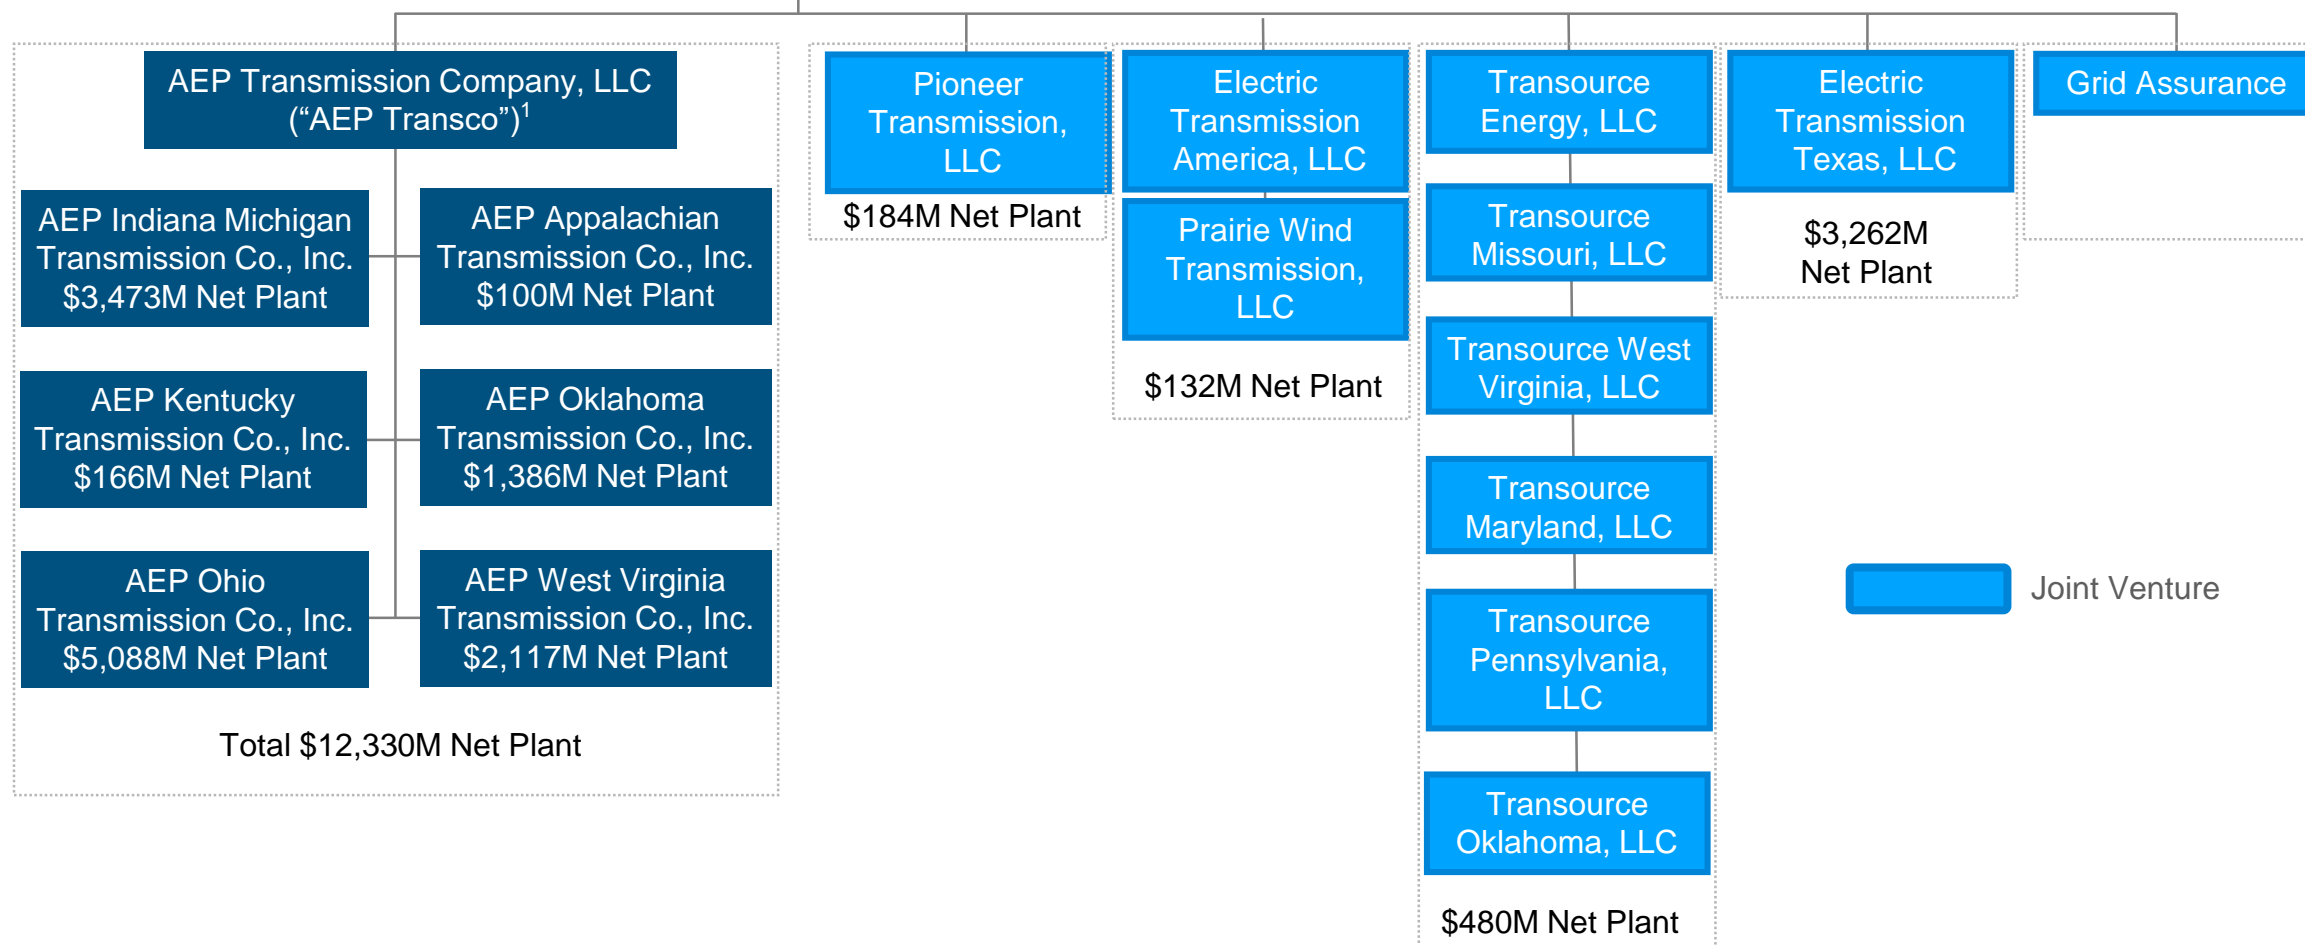 AEP Transmission Company, LLC
(“AEP Transco”)1
AEP Indiana Michigan
Transmission Co., Inc.
$3,473M Net Plant
AEP Appalachian
Transmission Co., Inc.
$100M Net Plant
AEP Kentucky
Transmission Co., Inc.
$166M Net Plant
AEP Oklahoma
Transmission Co., Inc.
$1,386M Net Plant
AEP Ohio
Transmission Co., Inc.
$5,088M Net Plant
AEP West Virginia
Transmission Co., Inc.
$2,117M Net Plant
Total $12,330M Net Plant
Pioneer
Transmission,
LLC
$184M Net Plant
Electric
Transmission
America, LLC
Prairie Wind
Transmission,
LLC
$132M Net Plant
Transource
Energy, LLC
Transource
Missouri, LLC
Transource West
Virginia, LLC
Transource
Maryland, LLC
Transource
Pennsylvania,
LLC
Transource
Oklahoma, LLC
$480M Net Plant
Electric
Transmission
Texas, LLC
$3,262M
Net Plant
Grid Assurance
Joint Venture